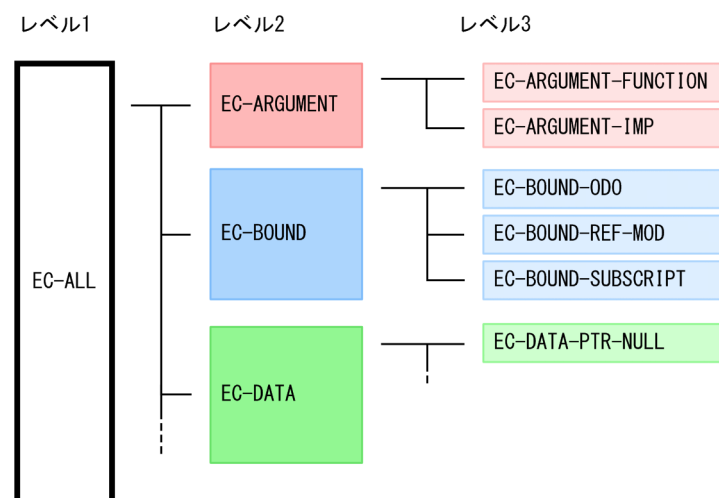 レベル1 レベル2 レベル3
EC-ALL
EC-ARGUMENT
EC-ARGUMENT-FUNCTION
EC-ARGUMENT-IMP
EC-BOUND
EC-BOUND-ODO
EC-BOUND-REF-MOD
EC-BOUND-SUBSCRIPT
EC-DATA
EC-DATA-PTR-NULL